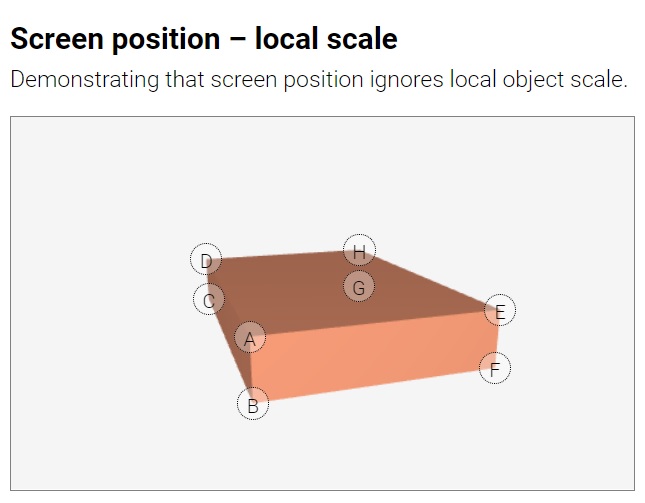 Screen position – local scale
Demonstrating that screen position ignores local object scale.
D
H
C
G
A
E
F
B